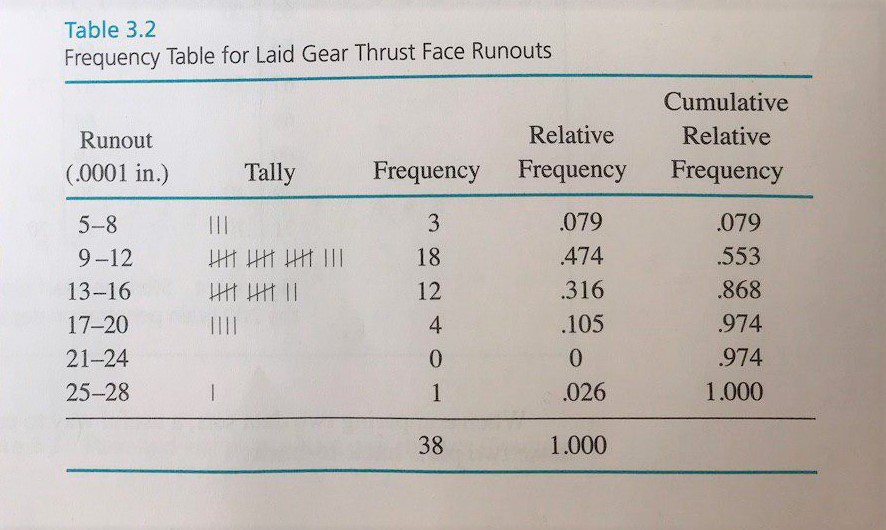 Table 3.2
Frequency Table for Laid Gear Thrust Face Runouts
Cumulative
Runout Relative Relative
(.0001 in.) Tally Frequency Frequency Frequency
5–8 ||| 3 .079 .079
9–12 |||| |||| |||| ||| 18 .474 .553
13–16 |||| |||| || 12 .316 .868
17–20 |||| 4 .105 .974
21–24 0 0 .974
25–28 | 1 .026 1.000
38 1.000